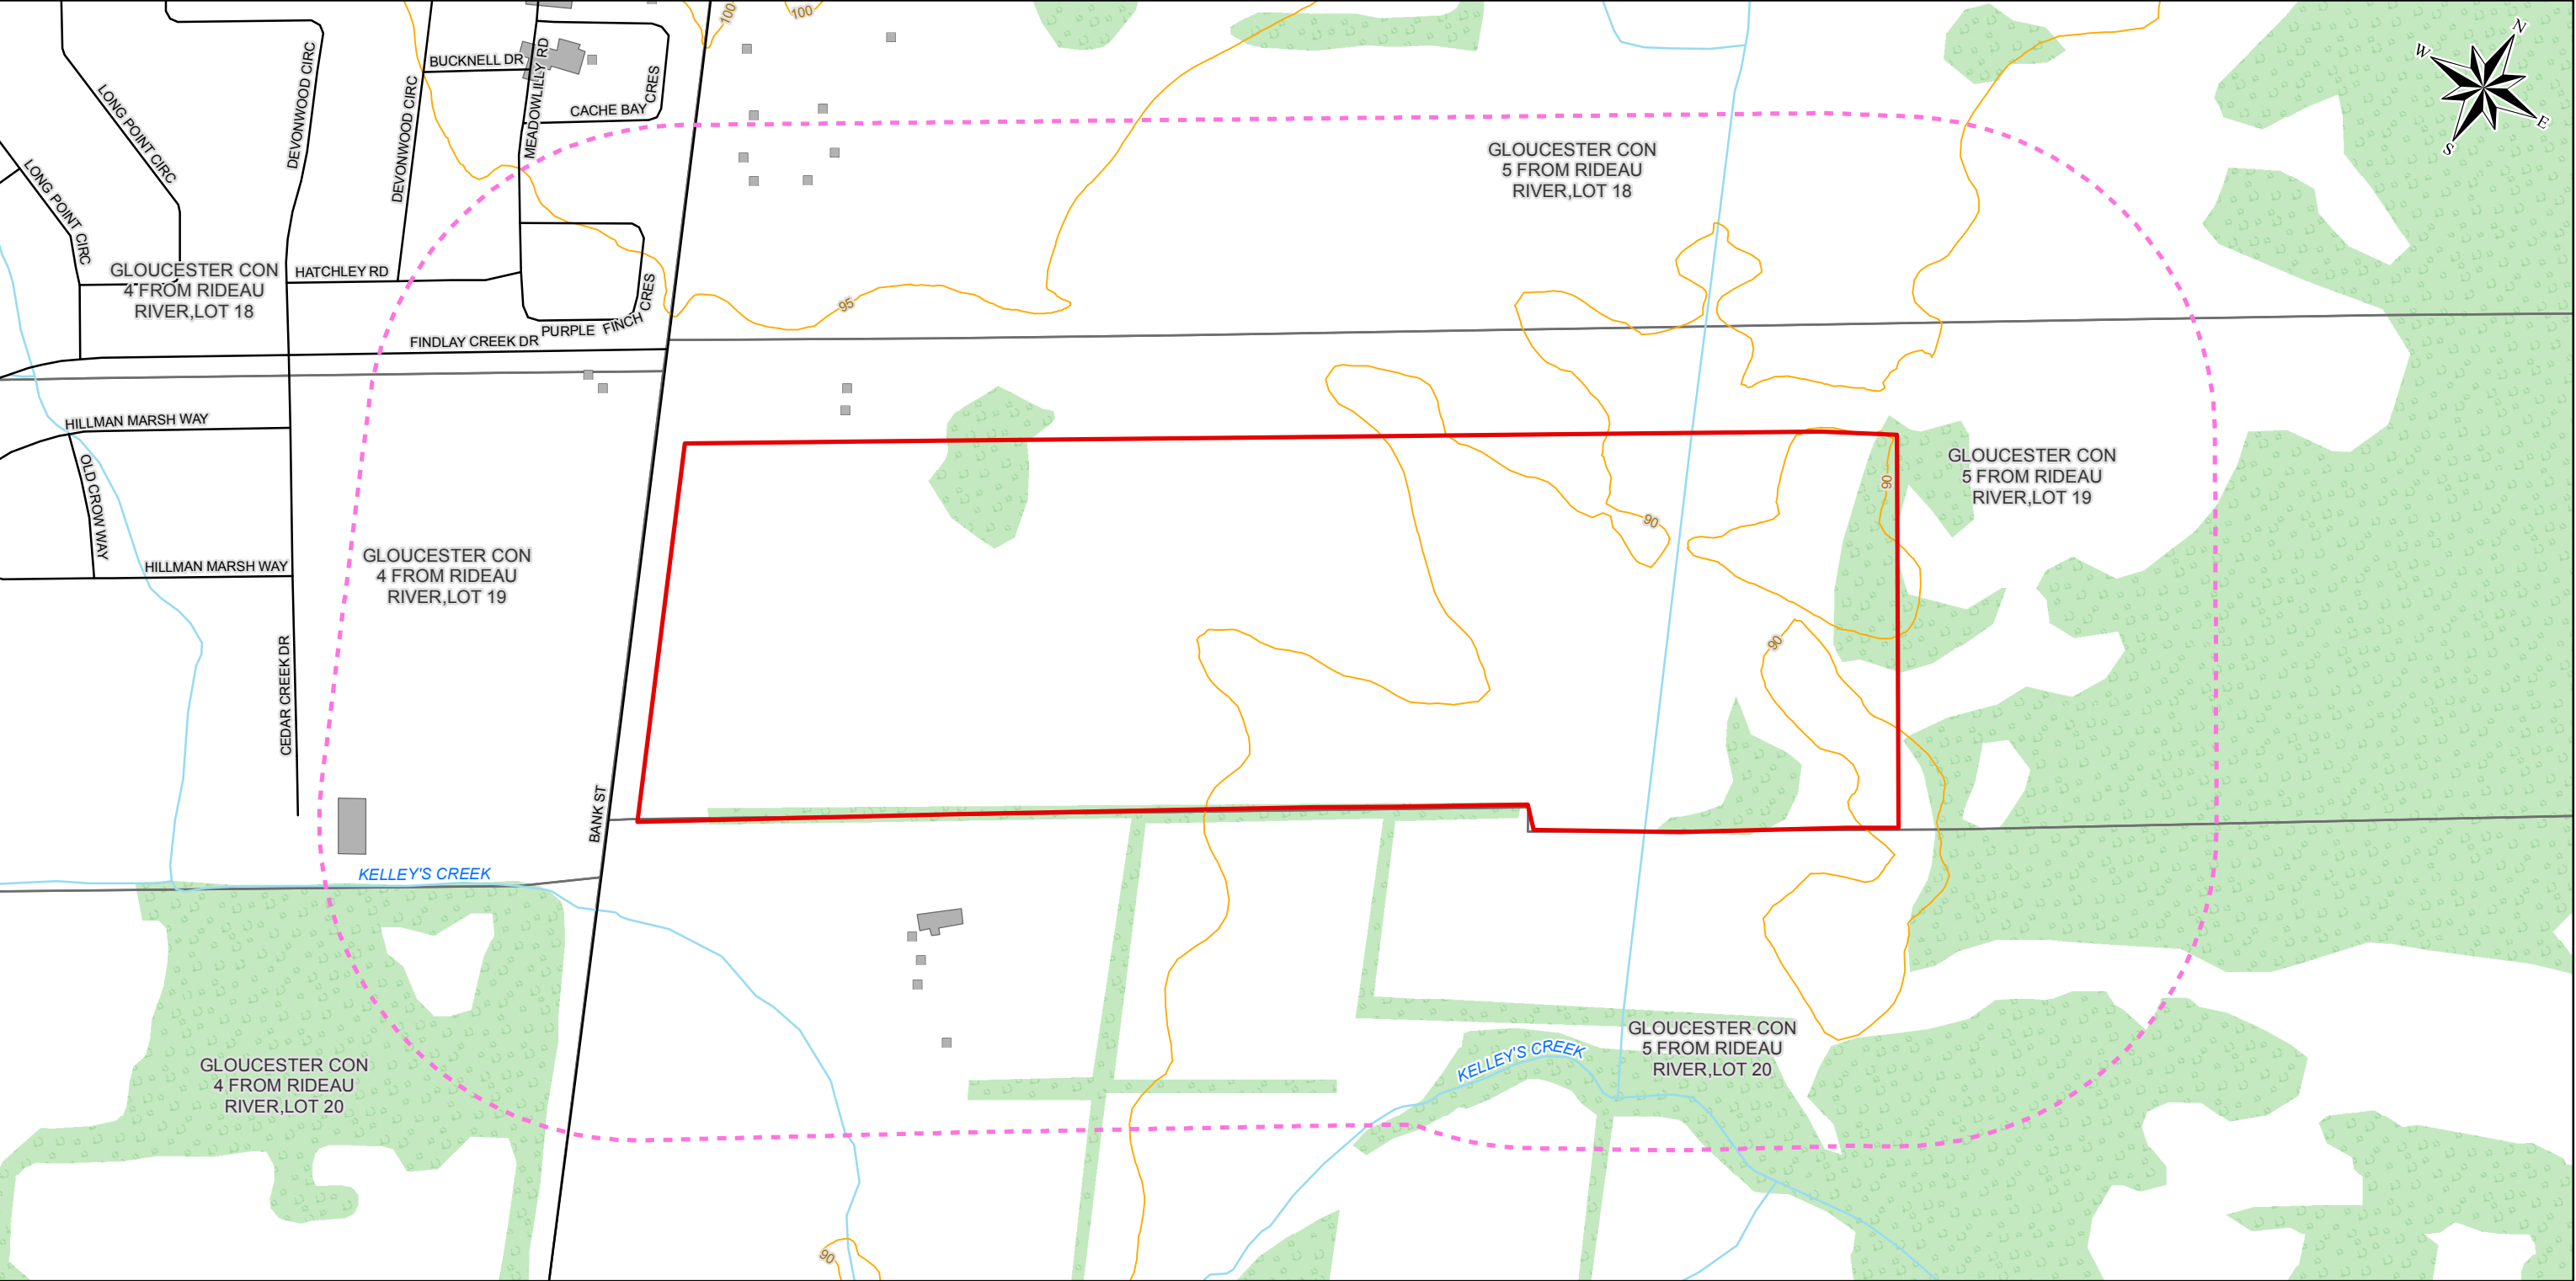 100
100
N
W
E
S
BUCKNELL DR
MEADOWLILLY RD
CACHE BAY CRES
DEVONWOOD CIRC
DEVONWOOD CIRC
LONG POINT CIRC
LONG POINT CIRC
GLOUCESTER CON
5 FROM RIDEAU
RIVER,LOT 18
GLOUCESTER CON
4 FROM RIDEAU
RIVER,LOT 18
HATCHLEY RD
PURPLE FINCH CRES
95
FINDLAY CREEK DR
HILLMAN MARSH WAY
OLD CROW WAY
GLOUCESTER CON
5 FROM RIDEAU
RIVER,LOT 19
90
90
GLOUCESTER CON
4 FROM RIDEAU
RIVER,LOT 19
HILLMAN MARSH WAY
90
CEDAR CREEK DR
BANK ST
KELLEY'S CREEK
GLOUCESTER CON
5 FROM RIDEAU
RIVER,LOT 20
KELLEY'S CREEK
GLOUCESTER CON
4 FROM RIDEAU
RIVER,LOT 20
90